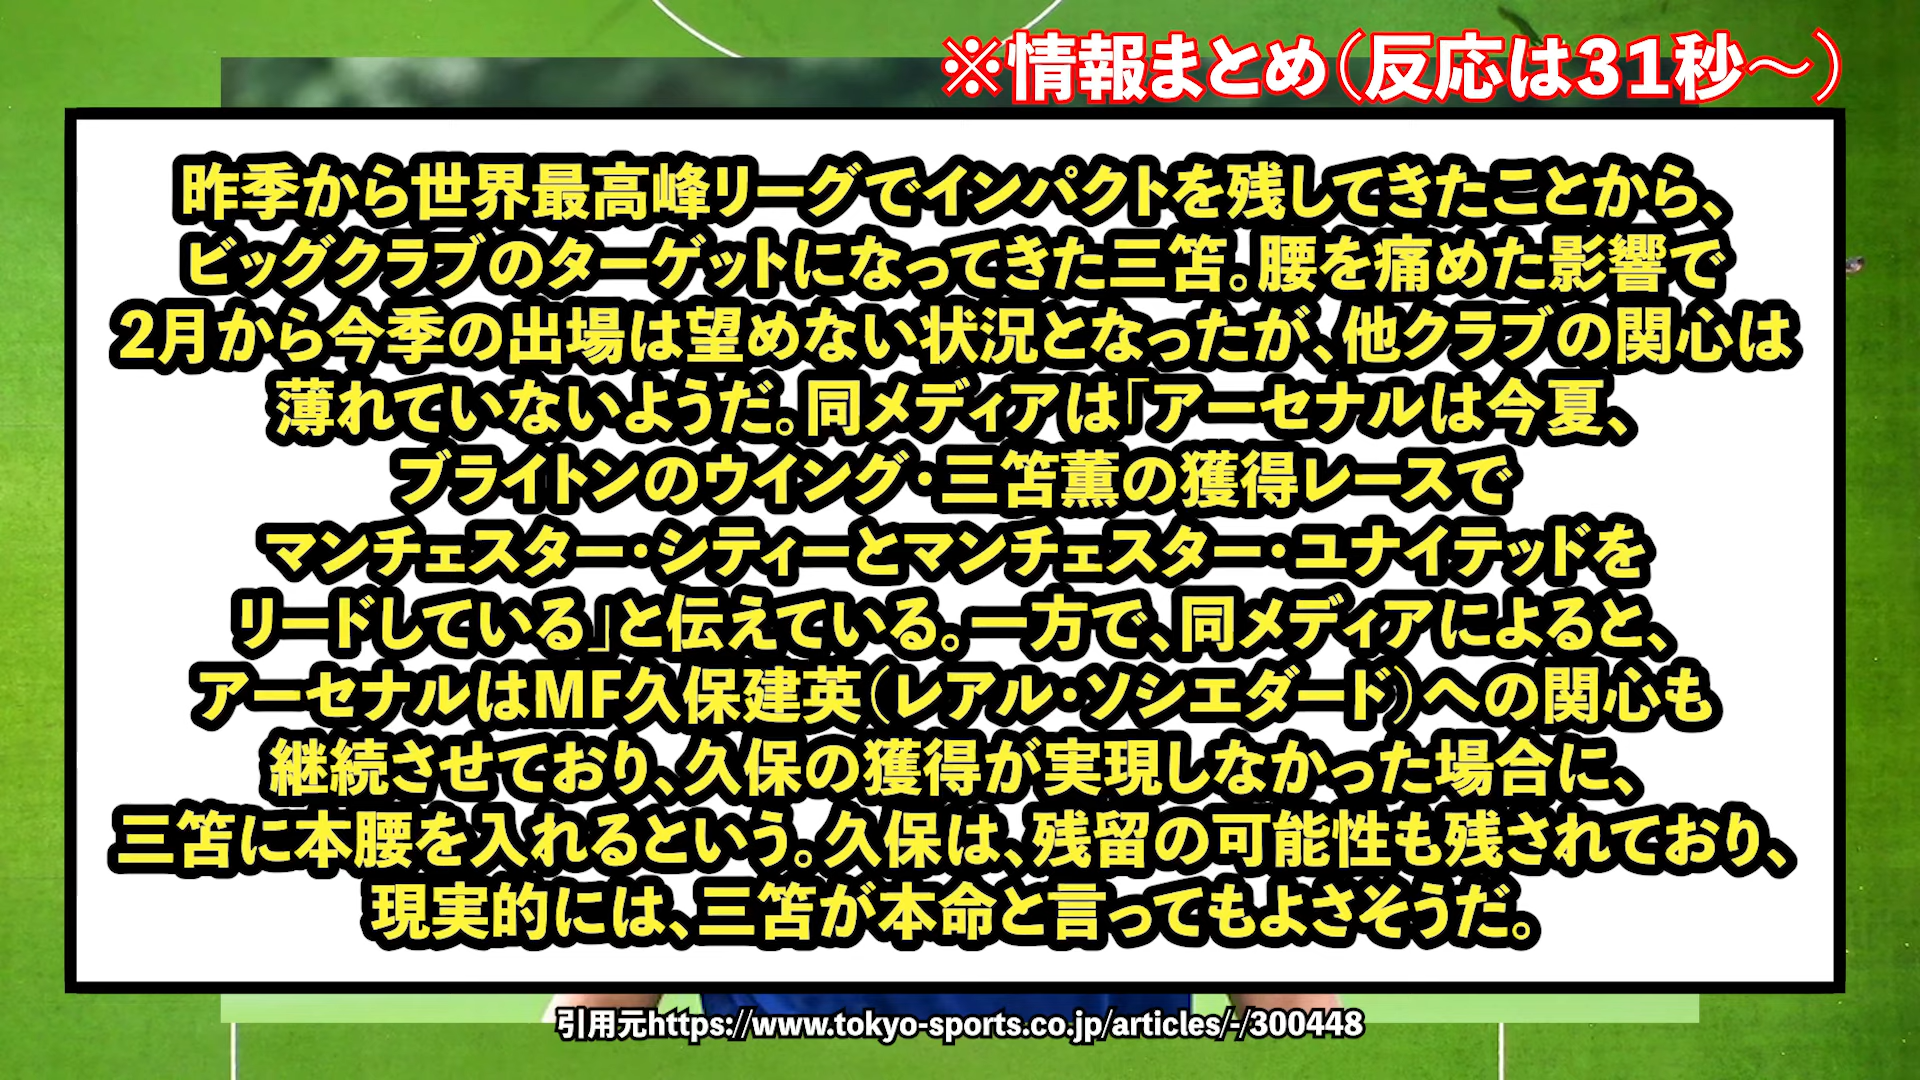 ※情報まとめ（反応は31秒～）
昨季から世界最高峰リーグでインパクトを残してきたことから、
ビッグクラブのターゲットになってきた三笘。腰を痛めた影響で
2月から今季の出場は望めない状況となったが、他クラブの関心は
薄れていないようだ。同メディアは「アーセナルは今夏、
ブライトンのウイング・三笘薫の獲得レースで
マンチェスター・シティーとマンチェスター・ユナイテッドを
リードしている」と伝えている。一方で、同メディアによると、
アーセナルはMF久保建英（レアル・ソシエダード）への関心も
継続させており、久保の獲得が実現しなかった場合に、
三笘に本腰を入れるという。久保は、残留の可能性も残されており、
現実的には、三笘が本命と言ってもよさそうだ。
引用元https://www.tokyo-sports.co.jp/articles/-/300448